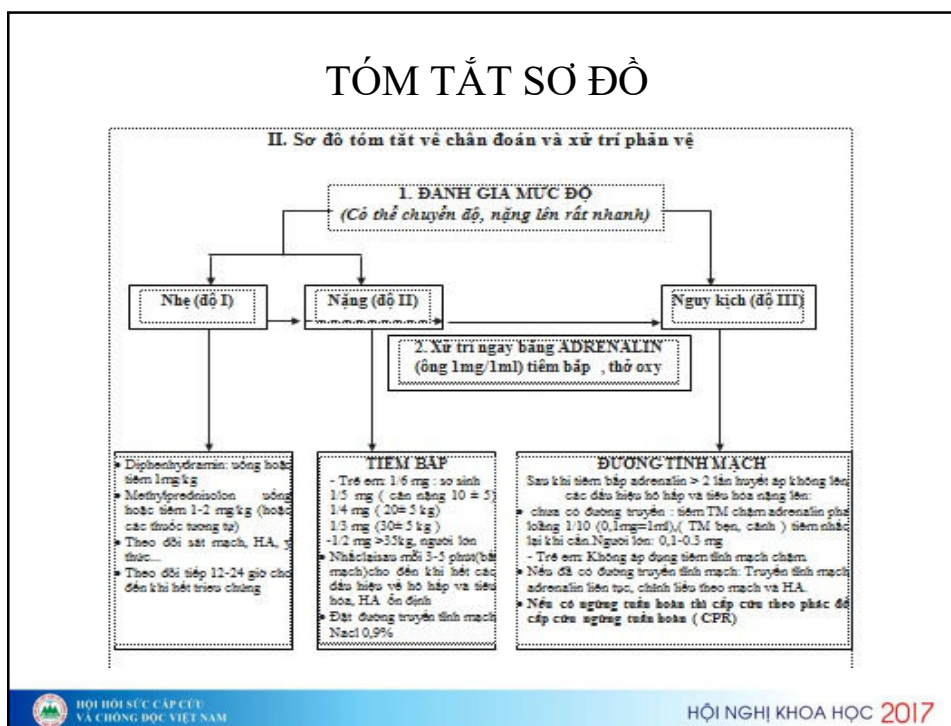 TÓM TẮT SƠ ĐỒ
II. Sơ đồ tóm tắt về chẩn đoán và xử trí phản vệ
1. ĐÁNH GIÁ MỨC ĐỘ
(Có thể chuyển độ, nặng lên rất nhanh)
Nhẹ (độ I)
Nặng (độ II)
Nguy kịch (độ III)
2. Xử trí ngay bằng ADRENALIN
(ống 1mg/1ml) tiêm bắp , thở oxy
• Diphenhydramin: uống hoặc
tiêm 1mg/kg
• Methylprednisolon uống
hoặc tiêm 1-2 mg/kg (hoặc
các thuốc tương tự)
• Theo dõi sát mạch, HA, ý
thức...
• Theo dõi tiếp 12-24 giờ cho
đến khi hết triệu chứng
TIÊM BẮP
- Trẻ em: 1/6 mg : sơ sinh
1/5 mg ( cân nặng 10 ± 5)
1/4 mg (20± 5 kg)
1/3 mg (30± 5 kg )
-1/2 mg >35kg, người lớn
• Nhắclaisau mỗi 3-5 phút(bắt
mạch)cho đến khi hết các
dấu hiệu về hô hấp và tiêu
hóa, HA ổn định
• Đặt đường truyền tĩnh mạch
Nacl 0,9%
ĐƯỜNG TĨNH MẠCH
Sau khi tiêm bắp adrenalin > 2 lần huyết áp không lên
các dấu hiệu hô hấp và tiêu hóa nặng lên:
• chưa có đường truyền : tiêm TM chậm adrenalin pha
loãng 1/10 (0,1mg=1ml),( TM bẹn, cảnh ) tiêm nhắc
lại khi cần.Người lớn: 0,1-0.3 mg
- Trẻ em: Không áp dụng tiêm tĩnh mạch chậm.
• Nếu đã có đường truyền tĩnh mạch: Truyền tĩnh mạch
adrenalin liên tục, chỉnh liều theo mạch và HA.
• Nếu có ngừng tuần hoàn thì cấp cứu theo phác đồ
cấp cứu ngừng tuần hoàn ( CPR)
HỘI HỒI SỨC CẤP CỨU
VÀ CHỐNG ĐỘC VIỆT NAM
HỘI NGHỊ KHOA HỌC 2017